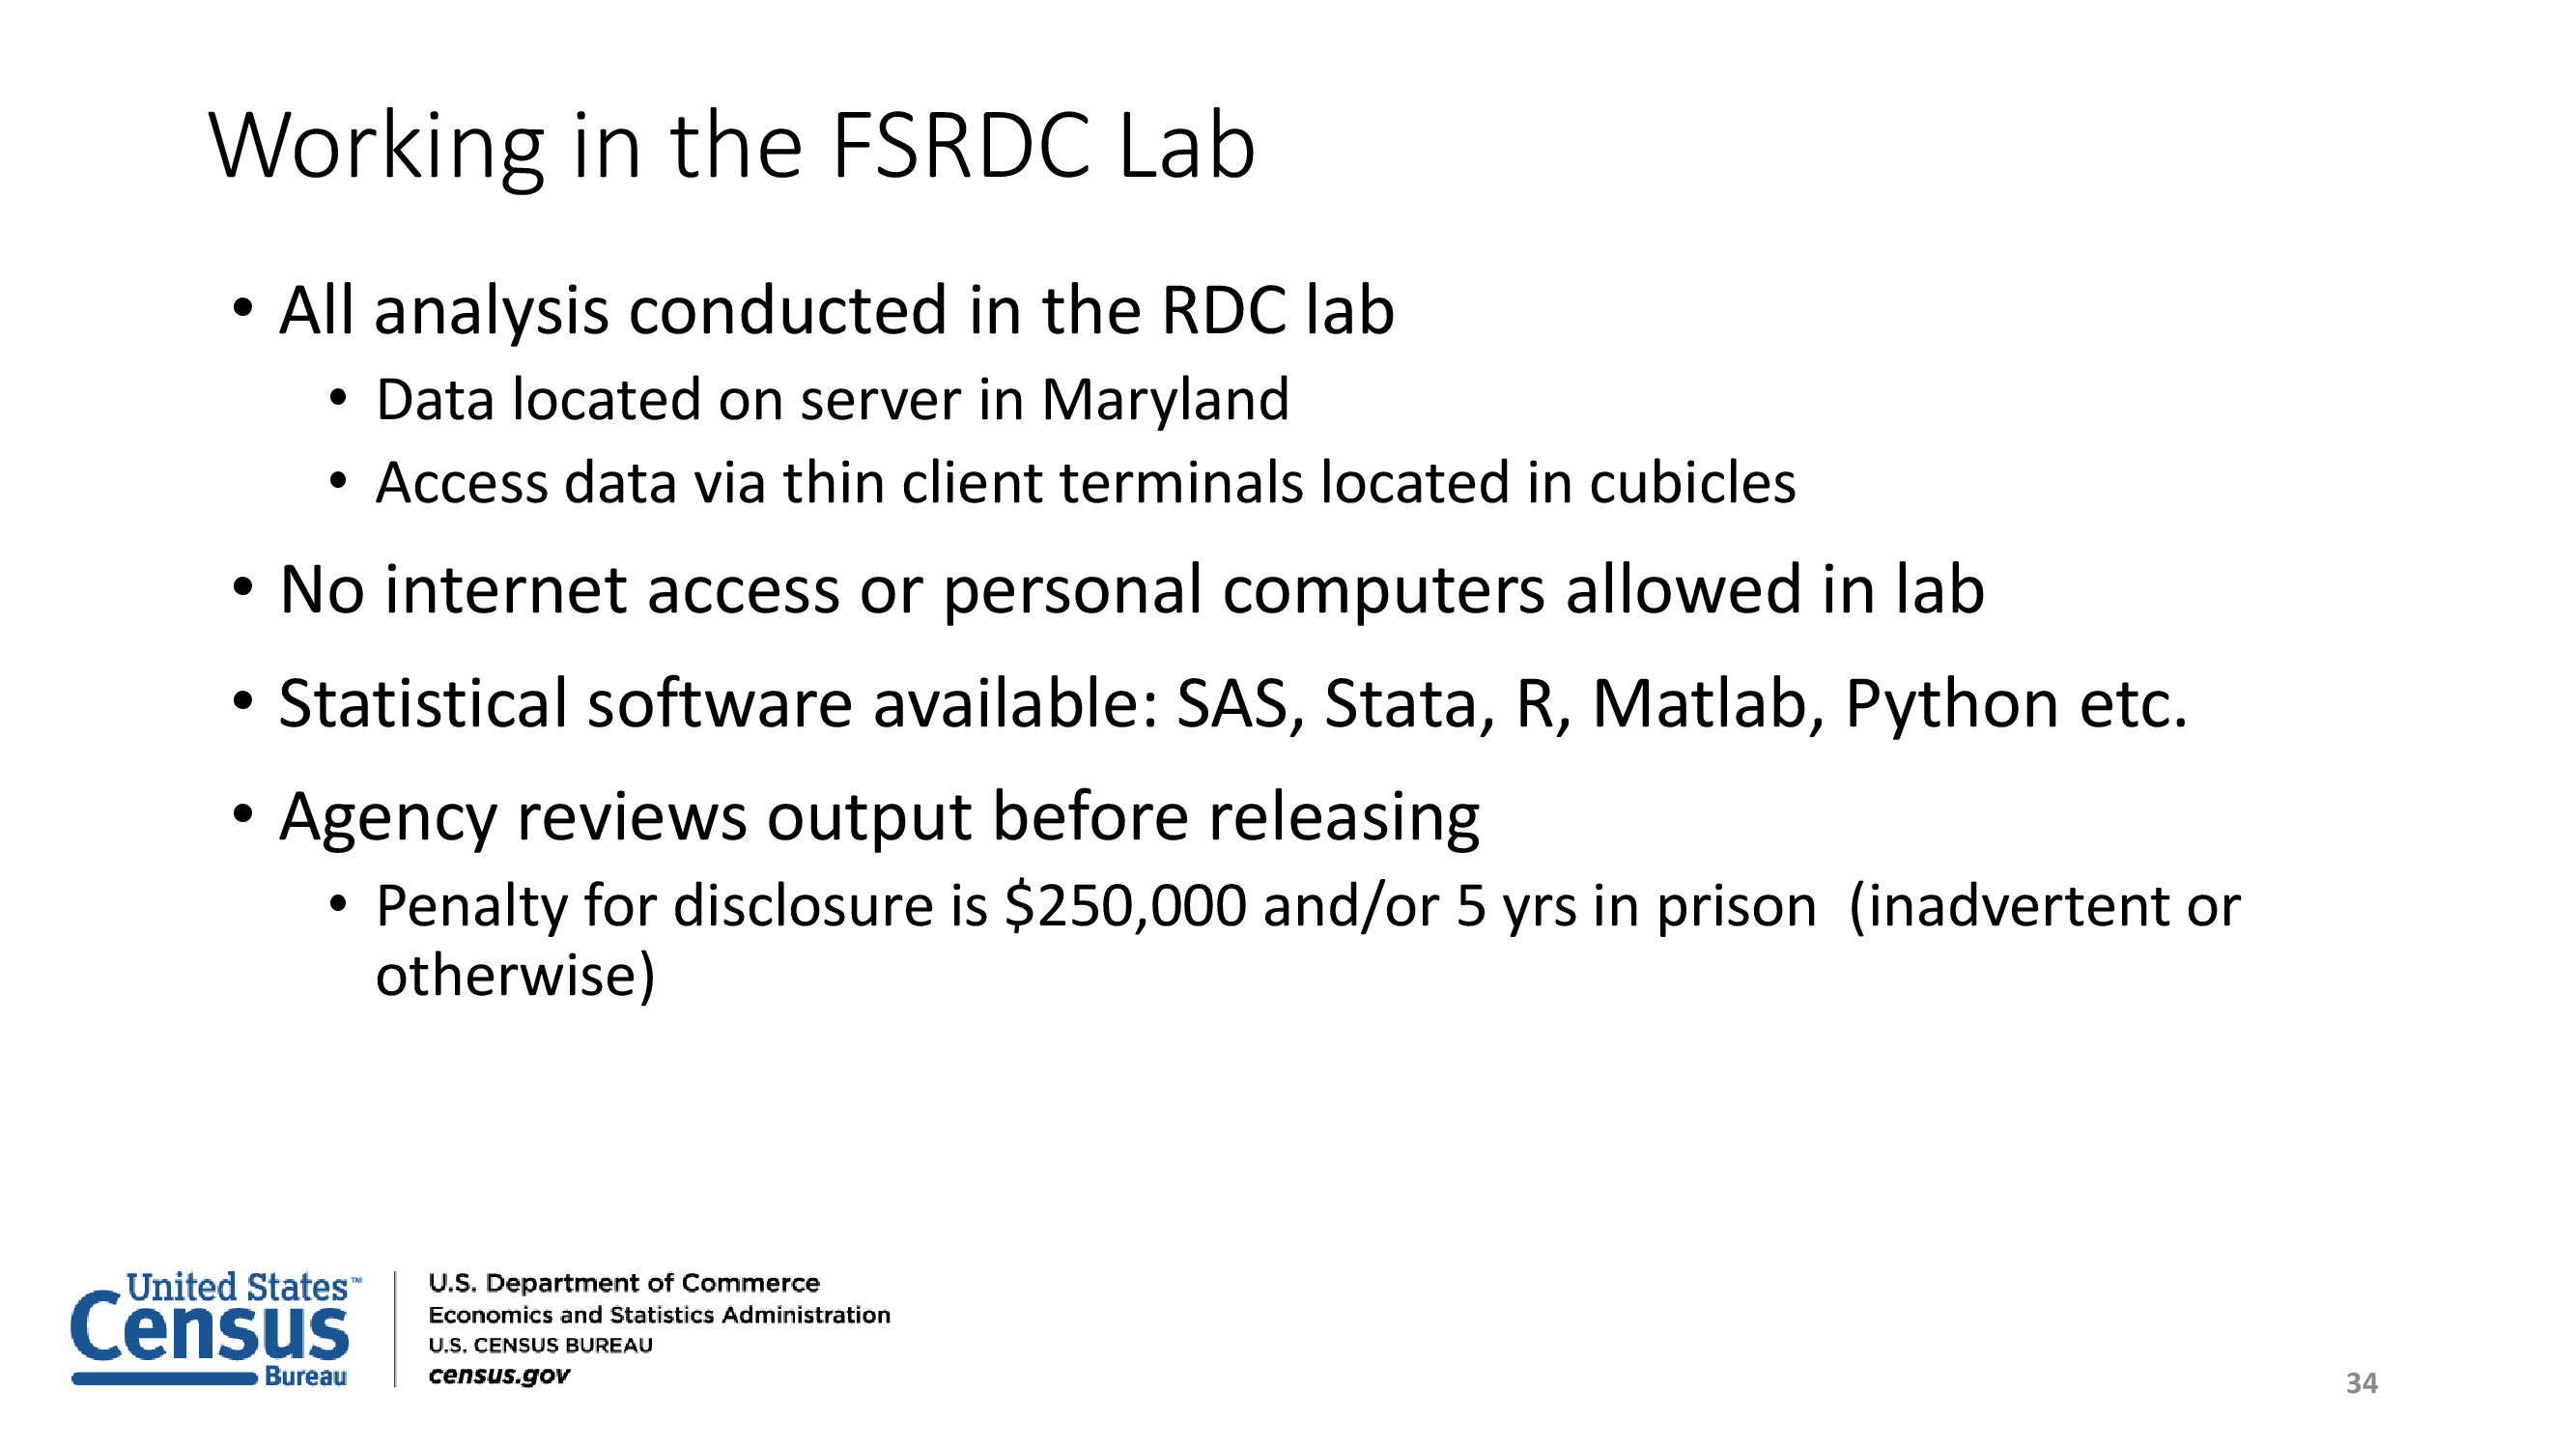 Working in the FSRDC Lab
• All analysis conducted in the RDC lab
• Data located on server in Maryland
• Access data via thin client terminals located in cubicles
• No internet access or personal computers allowed in lab
• Statistical software available: SAS, Stata, R, Matlab, Python etc.
• Agency reviews output before releasing
• Penalty for disclosure is $250,000 and/or 5 yrs in prison  (inadvertent or
otherwise)
United States™
Census
Bureau
U.S. Department of Commerce
Economics and Statistics Administration
U.S. CENSUS BUREAU
census.gov
34